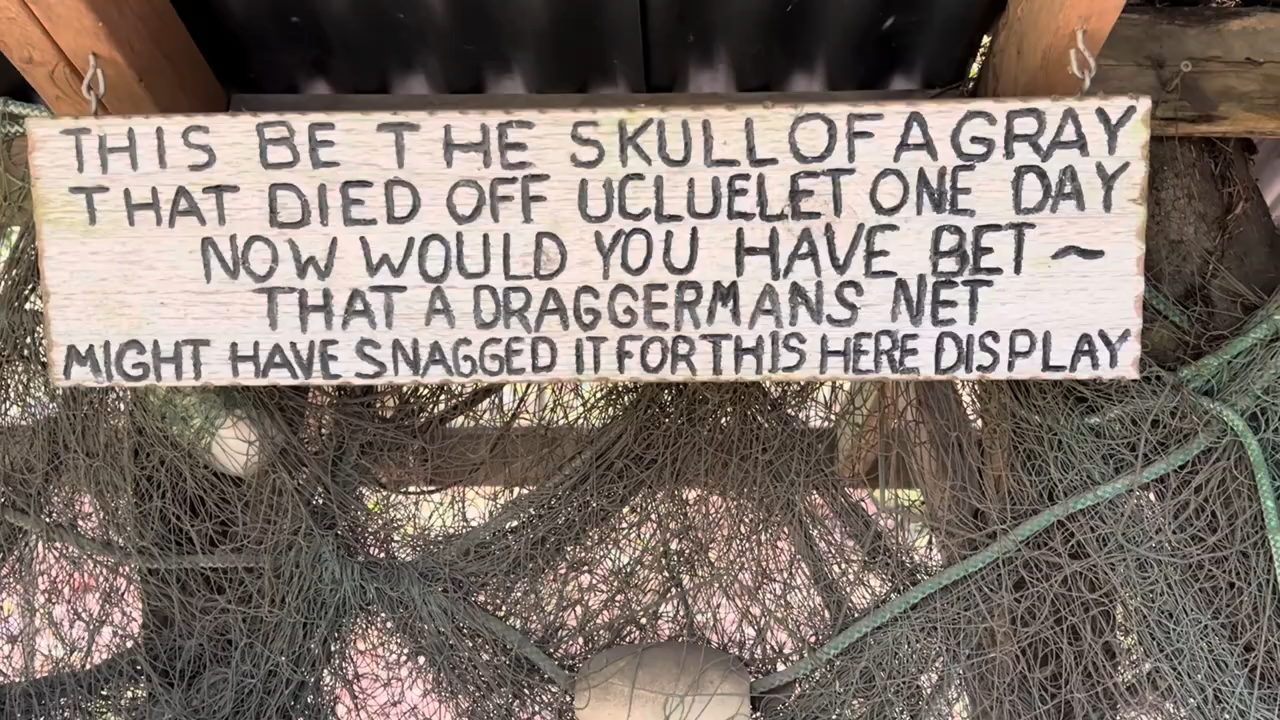 THIS BE THE SKULL OF A GRAY
THAT DIED OFF UCLUELET ONE DAY
NOW WOULD YOU HAVE BET ~
THAT A DRAGGERMANS NET
MIGHT HAVE SNAGGED IT FOR THIS HERE DISPLAY